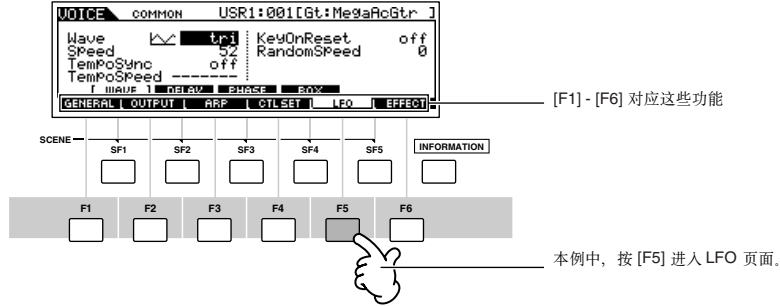 VOICE COMMON USR1:001[Gt:MegaAcGtr ]
Wave tri KeyOnReset off
Speed 52 RandomSpeed 0
TempoSync off
TempoSpeed -------
[ WAVE ] DELAY PHASE BOX
GENERAL OUTPUT ARP CTLSET LFO EFFECT
[F1] - [F6] 对应这些功能
SCENE SF1 SF2 SF3 SF4 SF5 INFORMATION
F1 F2 F3 F4 F5 F6
本例中，按 [F5] 进入 LFO 页面。